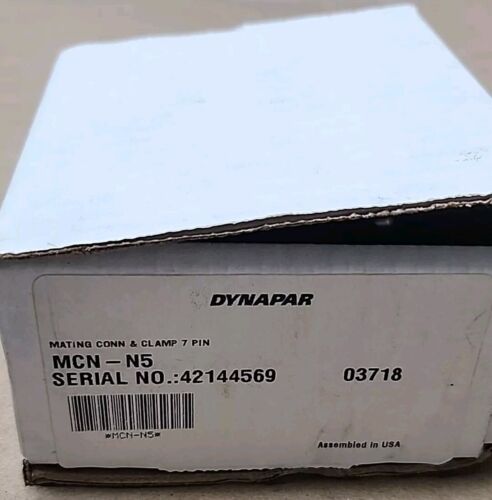 DYNAPAR
MATING CONN & CLAMP 7 PIN
MCN-N5
SERIAL NO.:42144569 03718
*MCN-N5*
Assembled in USA